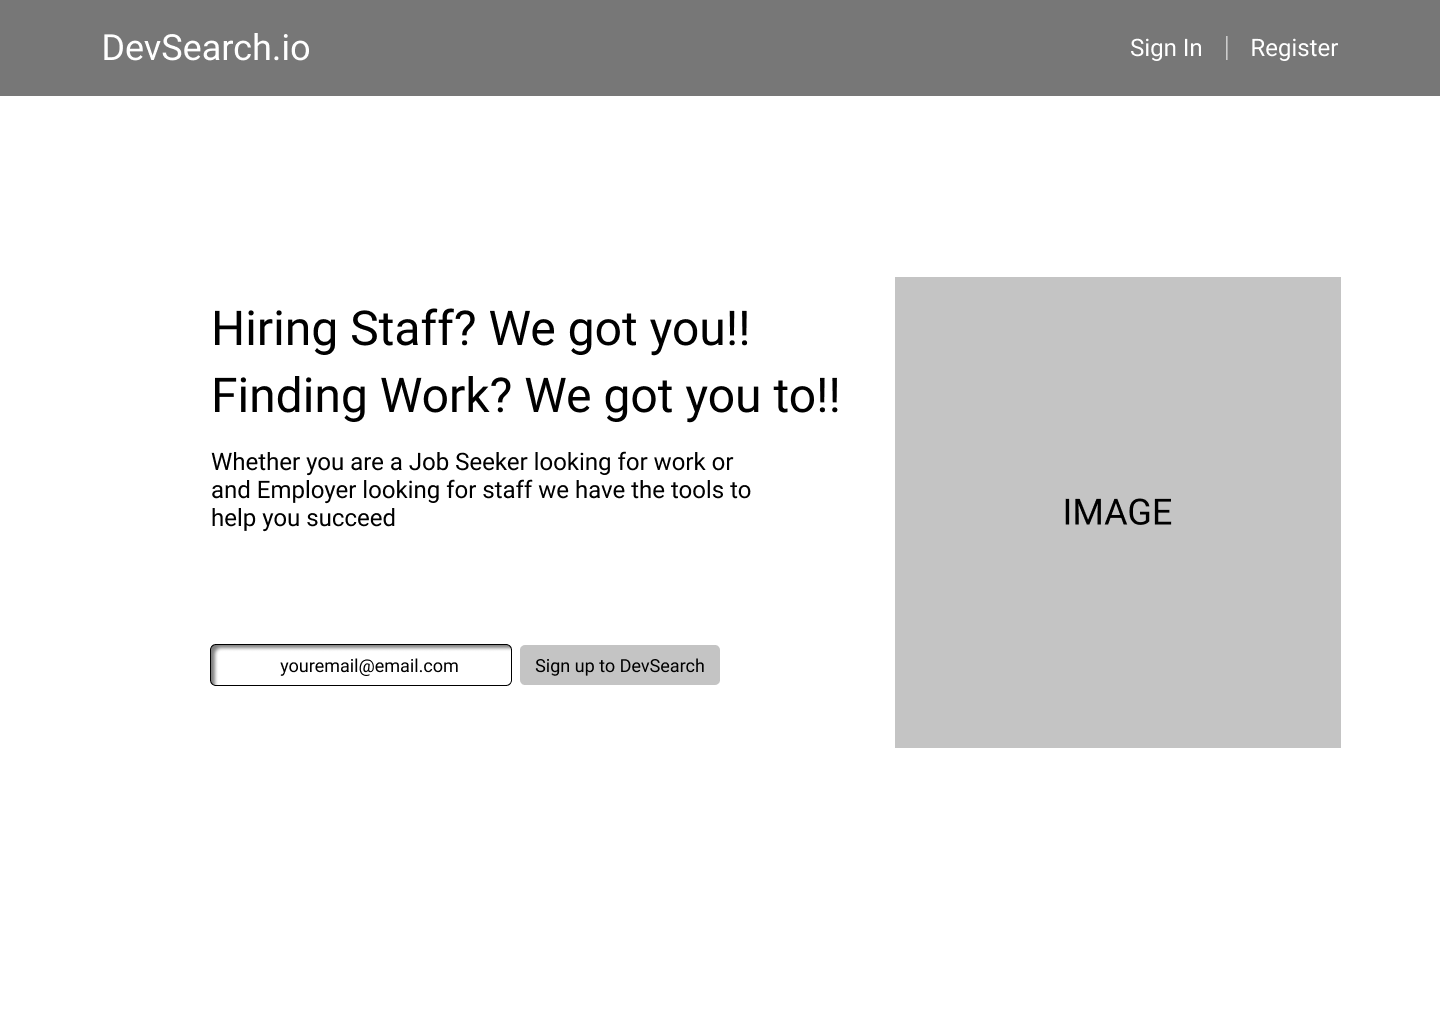 DevSearch.io
Sign In | Register
Hiring Staff? We got you!!
Finding Work? We got you to!!
Whether you are a Job Seeker looking for work or
and Employer looking for staff we have the tools to
help you succeed
IMAGE
youremail@email.com
Sign up to DevSearch